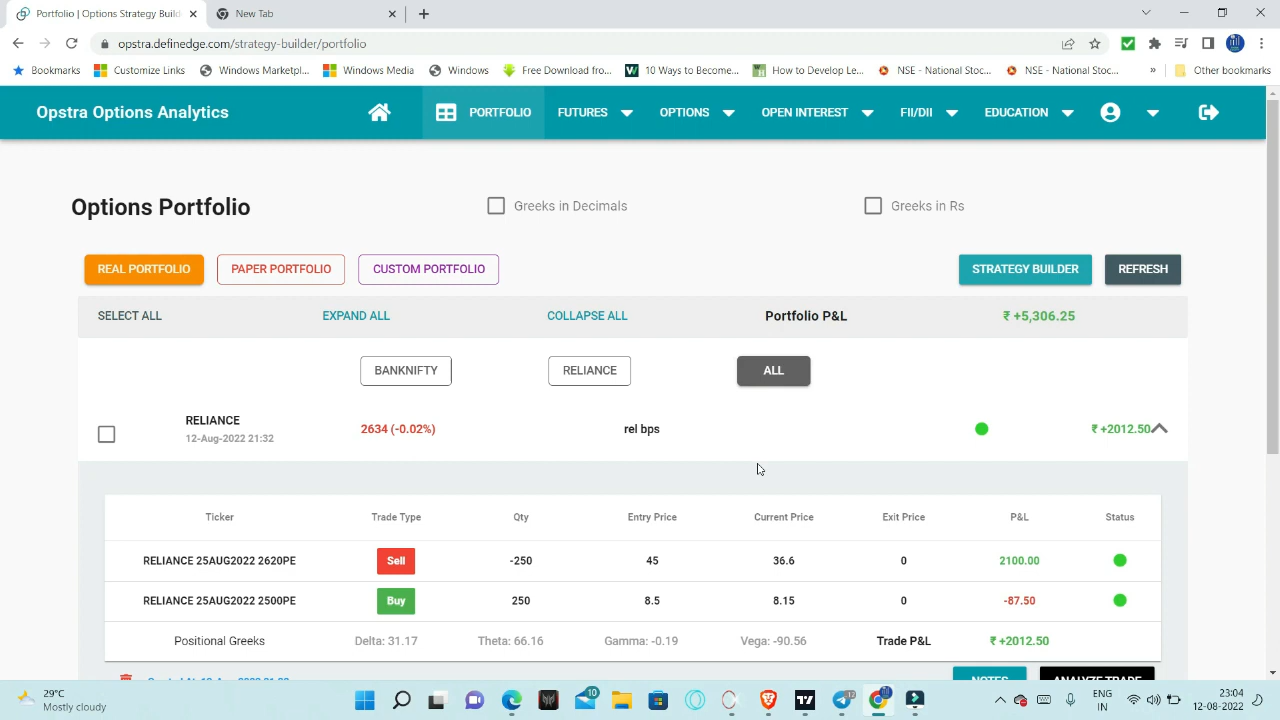 Opstra Options | Portfolio
New Tab
opstra.definedge.com/strategy-builder/portfolio
Bookmarks
Customize Links
Windows Marketpl...
Windows Media
Windows
Free Download fro...
10 Ways to Become...
How to Develop Le...
NSE - National Stoc...
NSE - National Stoc...
»
Other bookmarks
Opstra Options Analytics
PORTFOLIO
FUTURES
OPTIONS
OPEN INTEREST
FII/DII
EDUCATION
Options Portfolio
Greeks in Decimals
Greeks in Rs
REAL PORTFOLIO
PAPER PORTFOLIO
CUSTOM PORTFOLIO
STRATEGY BUILDER
REFRESH
SELECT ALL
EXPAND ALL
COLLAPSE ALL
Portfolio P&L
₹ +5,306.25
BANKNIFTY
RELIANCE
ALL
RELIANCE
12-Aug-2022 21:32
2634 (-0.02%)
rel bps
₹ +2012.50
Ticker Trade Type Qty Entry Price Current Price Exit Price P&L Status
RELIANCE 25AUG2022 2620PE Sell -250 45 36.6 0 2100.00
RELIANCE 25AUG2022 2500PE Buy 250 8.5 8.15 0 -87.50
Positional Greeks Delta: 31.17 Theta: 66.16 Gamma: -0.19 Vega: -90.56 Trade P&L ₹ +2012.50
NOTES
ANALYZE TRADE
29°C
Mostly cloudy
10
12
ENG
IN
23:04
12-08-2022